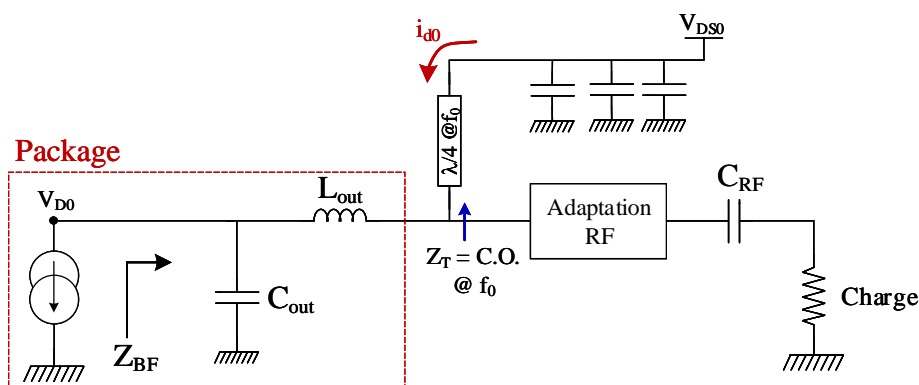 i_d0
V_DS0
λ/4 @f_0
Package
V_D0
L_out
C_RF
Adaptation
RF
Z_T = C.O.
@ f_0
C_out
Z_BF
Charge